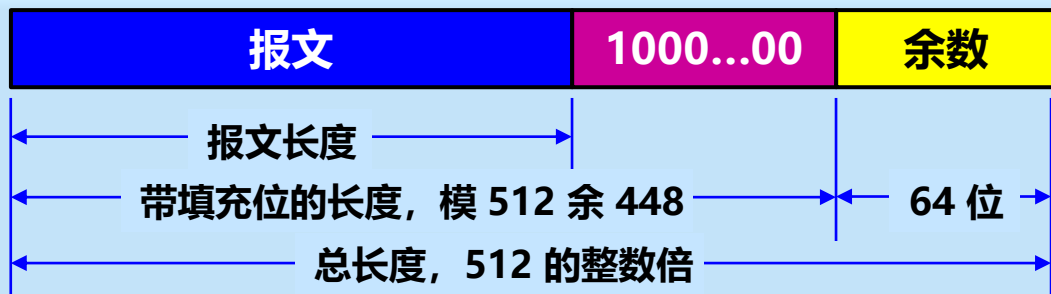 报文 1000...00 余数
报文长度
带填充位的长度，模 512 余 448 64 位
总长度，512 的整数倍